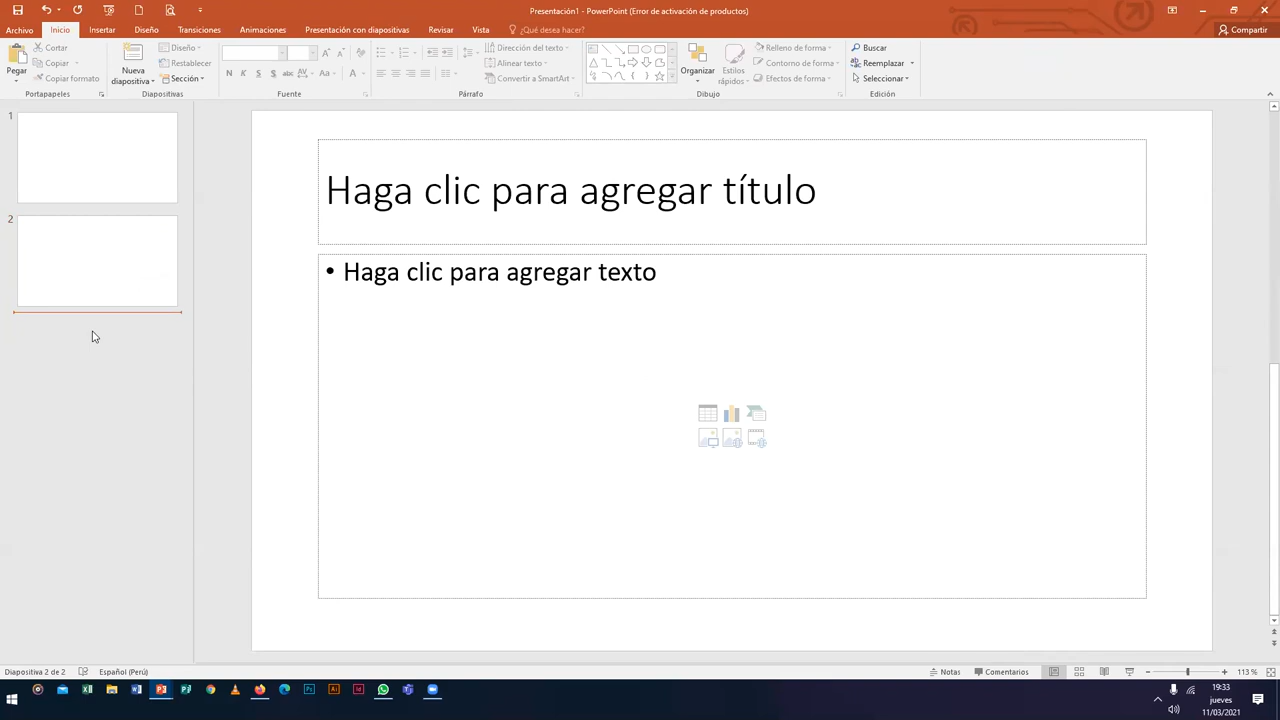 Presentación1 - PowerPoint (Error de activación de productos)
Archivo Inicio Insertar Diseño Transiciones Animaciones Presentación con diapositivas Revisar Vista ¿Qué desea hacer? Compartir
Pegar
Cortar
Copiar
Copiar formato
Portapapeles
Nueva
diapositiva
Diseño
Restablecer
Sección
Diapositivas
N K S S abc AV Aa A
Fuente
Dirección del texto
Alinear texto
Convertir a SmartArt
Párrafo
Organizar
Estilos
rápidos
Relleno de forma
Contorno de forma
Efectos de forma
Dibujo
Buscar
Reemplazar
Seleccionar
Edición
1
2
Haga clic para agregar título
• Haga clic para agregar texto
Diapositiva 2 de 2 Español (Perú) Notas Comentarios 113 %
19:33
jueves
11/03/2021